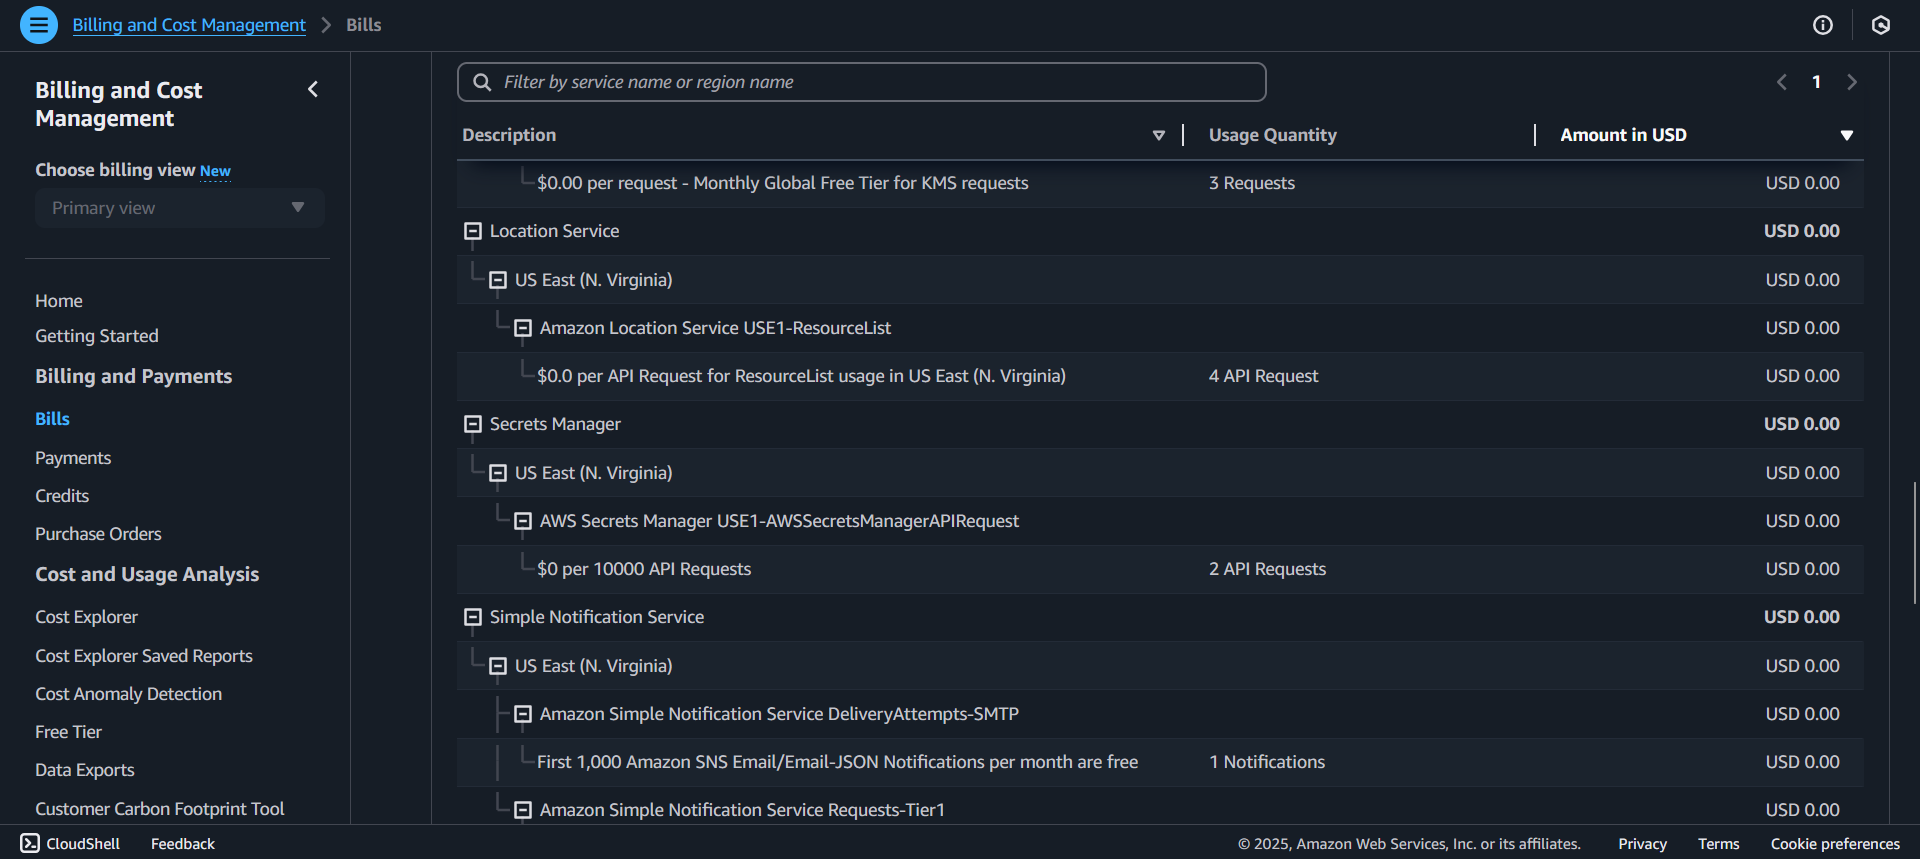 Billing and Cost Management > Bills
Billing and Cost
Management
Choose billing view New
Primary view
Home
Getting Started
Billing and Payments
Bills
Payments
Credits
Purchase Orders
Cost and Usage Analysis
Cost Explorer
Cost Explorer Saved Reports
Cost Anomaly Detection
Free Tier
Data Exports
Customer Carbon Footprint Tool
Filter by service name or region name
1
Description Usage Quantity Amount in USD
$0.00 per request - Monthly Global Free Tier for KMS requests 3 Requests USD 0.00
Location Service USD 0.00
US East (N. Virginia) USD 0.00
Amazon Location Service USE1-ResourceList USD 0.00
$0.0 per API Request for ResourceList usage in US East (N. Virginia) 4 API Request USD 0.00
Secrets Manager USD 0.00
US East (N. Virginia) USD 0.00
AWS Secrets Manager USE1-AWSSecretsManagerAPIRequest USD 0.00
$0 per 10000 API Requests 2 API Requests USD 0.00
Simple Notification Service USD 0.00
US East (N. Virginia) USD 0.00
Amazon Simple Notification Service DeliveryAttempts-SMTP USD 0.00
First 1,000 Amazon SNS Email/Email-JSON Notifications per month are free 1 Notifications USD 0.00
Amazon Simple Notification Service Requests-Tier1 USD 0.00
CloudShell Feedback © 2025, Amazon Web Services, Inc. or its affiliates. Privacy Terms Cookie preferences